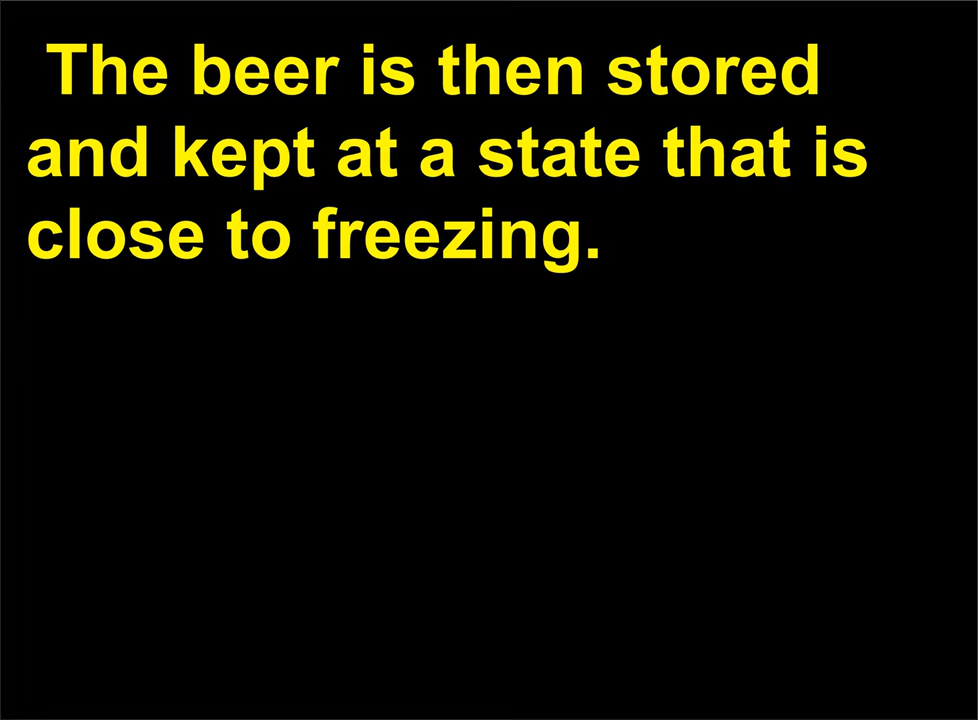 The beer is then stored
and kept at a state that is
close to freezing.